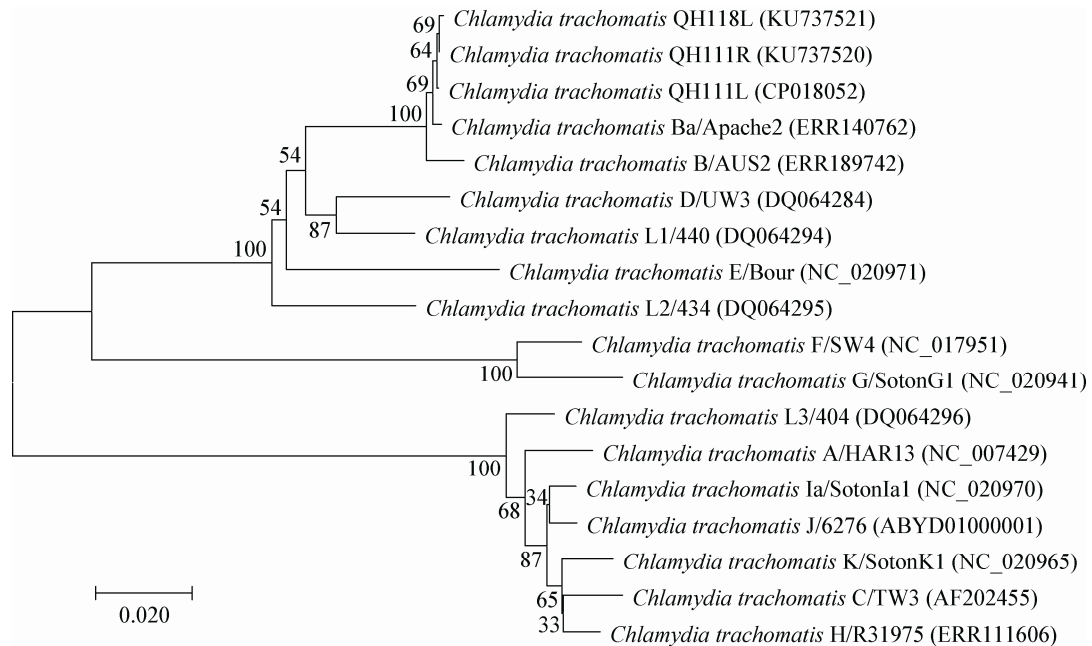 69
Chlamydia trachomatis QH118L (KU737521)
64
Chlamydia trachomatis QH111R (KU737520)
69
Chlamydia trachomatis QH111L (CP018052)
100
Chlamydia trachomatis Ba/Apache2 (ERR140762)
54
Chlamydia trachomatis B/AUS2 (ERR189742)
54
Chlamydia trachomatis D/UW3 (DQ064284)
87
Chlamydia trachomatis L1/440 (DQ064294)
100
Chlamydia trachomatis E/Bour (NC_020971)
Chlamydia trachomatis L2/434 (DQ064295)
Chlamydia trachomatis F/SW4 (NC_017951)
100
Chlamydia trachomatis G/SotonG1 (NC_020941)
Chlamydia trachomatis L3/404 (DQ064296)
100
Chlamydia trachomatis A/HAR13 (NC_007429)
34
Chlamydia trachomatis Ia/SotonIa1 (NC_020970)
68
Chlamydia trachomatis J/6276 (ABYD01000001)
87
Chlamydia trachomatis K/SotonK1 (NC_020965)
65
Chlamydia trachomatis C/TW3 (AF202455)
33
Chlamydia trachomatis H/R31975 (ERR111606)
0.020